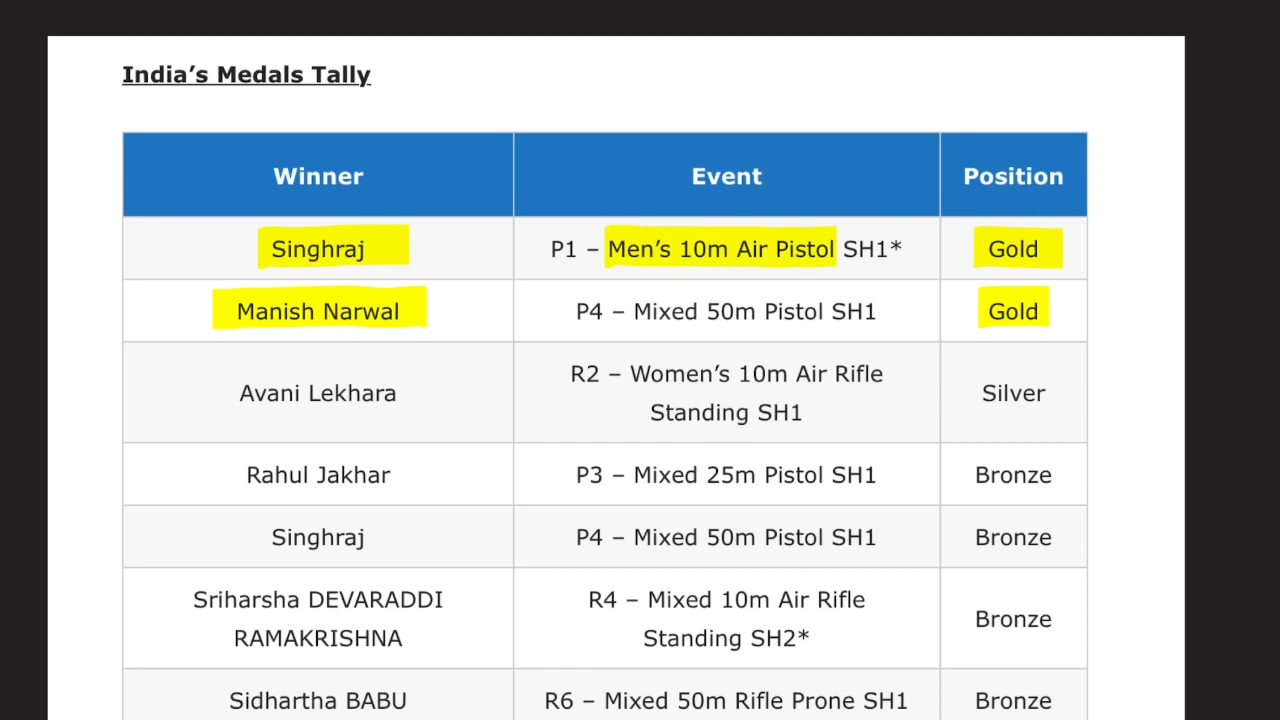 India’s Medals Tally
Winner Event Position
Singhraj P1 – Men’s 10m Air Pistol SH1* Gold
Manish Narwal P4 – Mixed 50m Pistol SH1 Gold
Avani Lekhara R2 – Women’s 10m Air Rifle Standing SH1 Silver
Rahul Jakhar P3 – Mixed 25m Pistol SH1 Bronze
Singhraj P4 – Mixed 50m Pistol SH1 Bronze
Sriharsha DEVARADDI RAMAKRISHNA R4 – Mixed 10m Air Rifle Standing SH2* Bronze
Sidhartha BABU R6 – Mixed 50m Rifle Prone SH1 Bronze